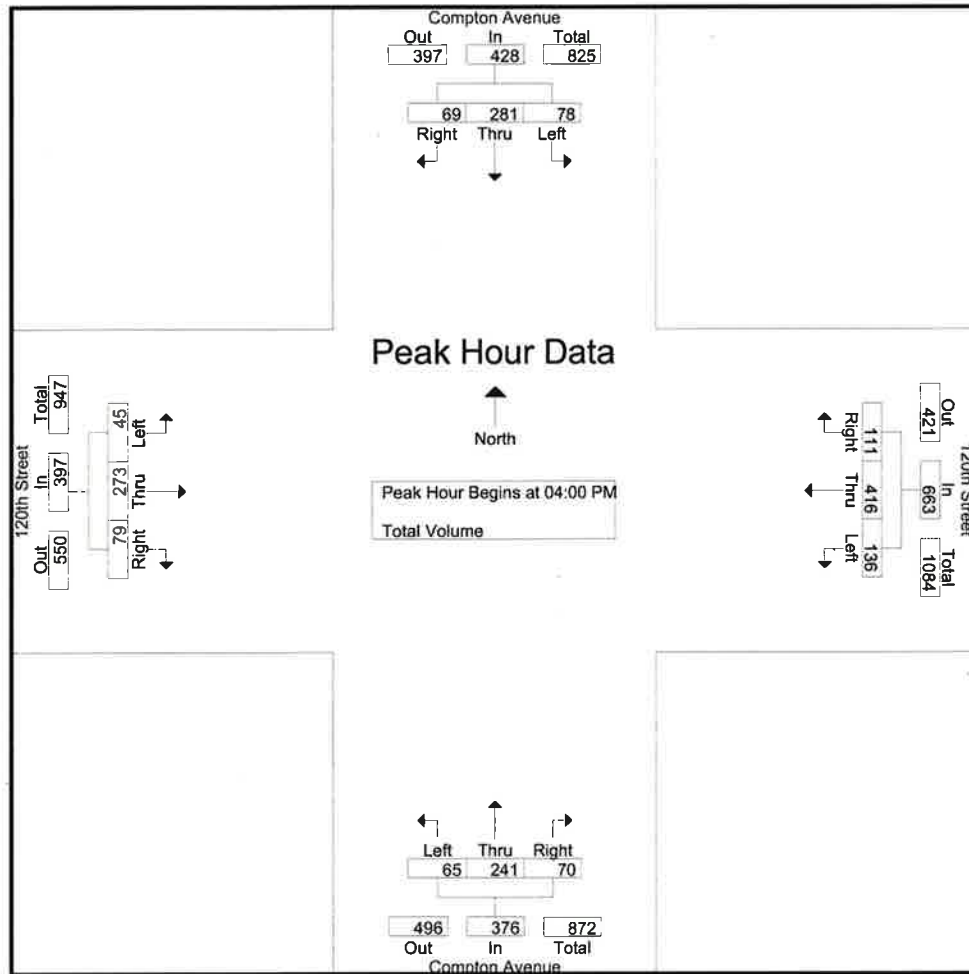 Compton Avenue
Out In Total
397 428 825
69 281 78
Right Thru Left
Peak Hour Data
North
Peak Hour Begins at 04:00 PM
Total Volume
120th Street
Total In Out
947 397 550
45 273 79
Left Thru Right
Right Thru Left
111 416 136
Out In Total
421 663 1084
120th Street
Left Thru Right
65 241 70
496 376 872
Out In Total
Compton Avenue